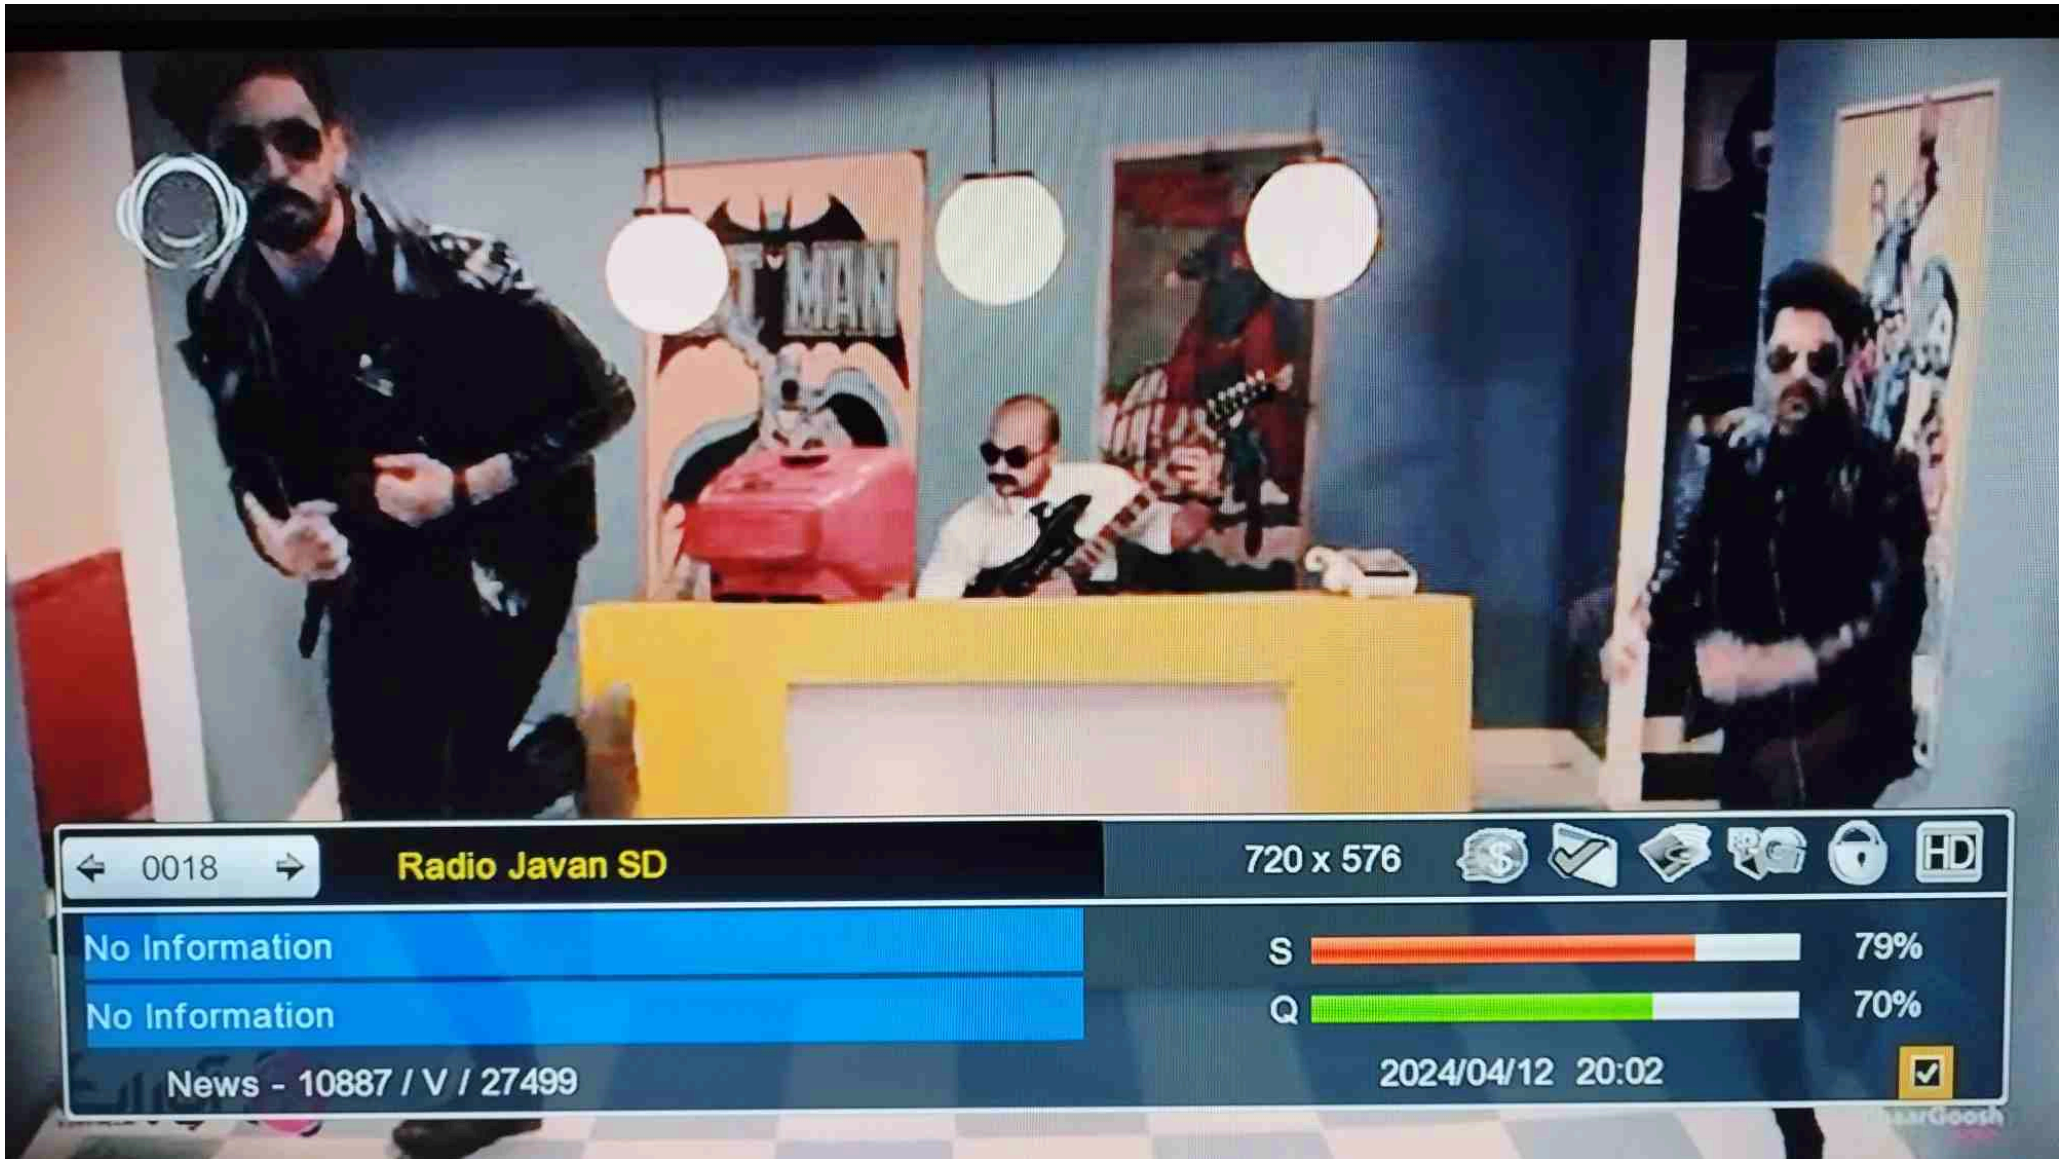 T MAN
0018
Radio Javan SD
720 x 576
HD
No Information
S 79%
No Information
Q 70%
News - 10887 / V / 27499
2024/04/12 20:02